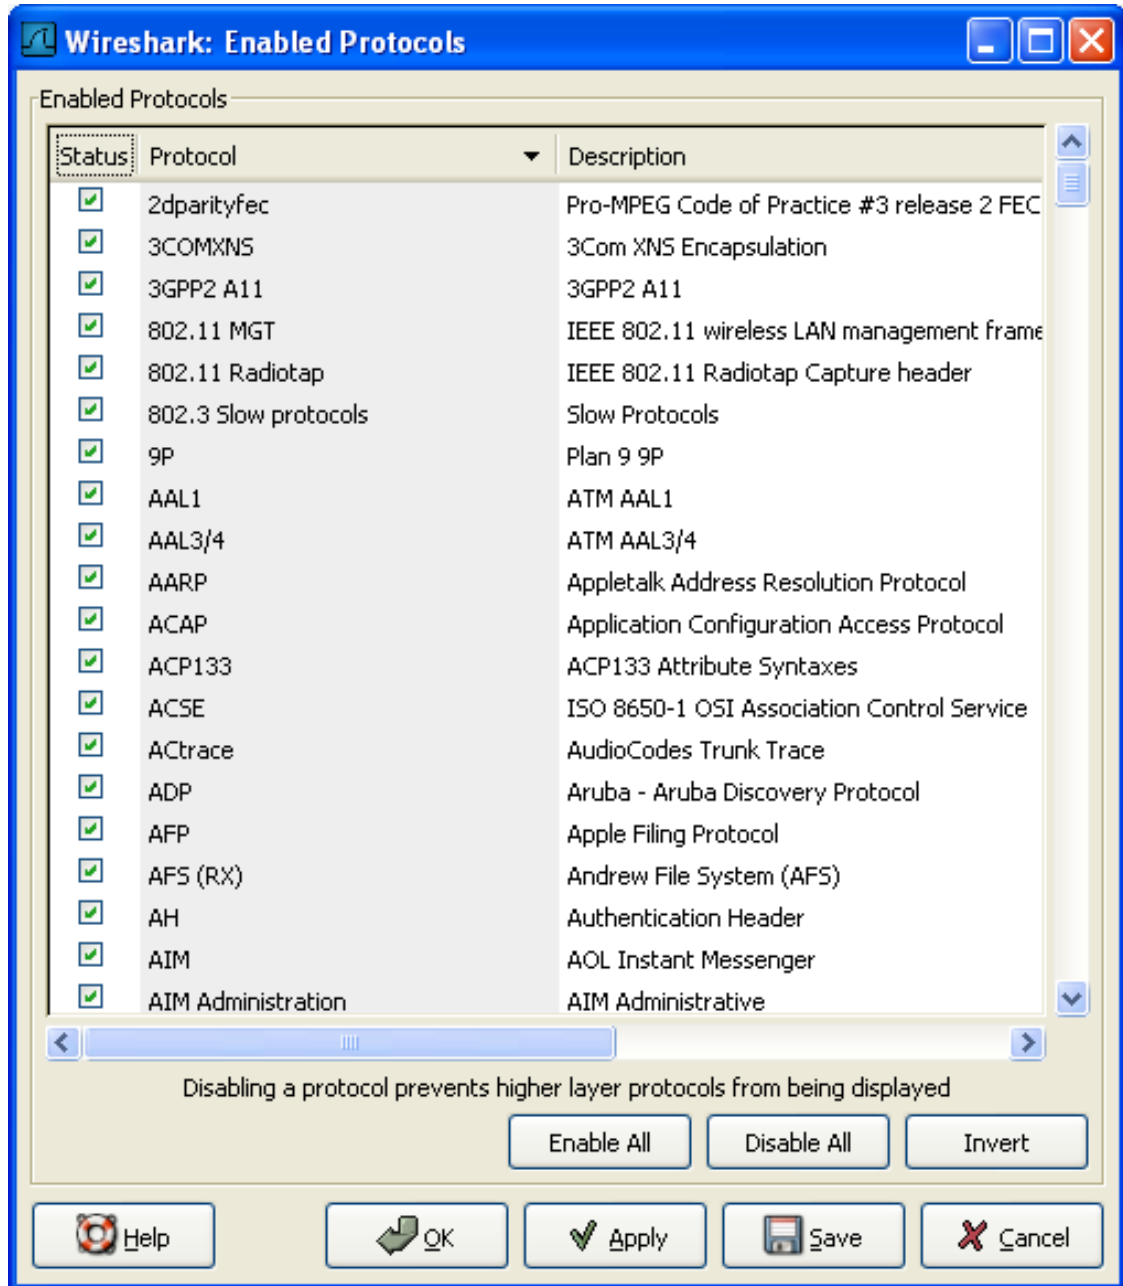 Wireshark: Enabled Protocols
Enabled Protocols
Status Protocol Description
2dparityfec Pro-MPEG Code of Practice #3 release 2 FEC
3COMXNS 3Com XNS Encapsulation
3GPP2 A11 3GPP2 A11
802.11 MGT IEEE 802.11 wireless LAN management frame
802.11 Radiotap IEEE 802.11 Radiotap Capture header
802.3 Slow protocols Slow Protocols
9P Plan 9 9P
AAL1 ATM AAL1
AAL3/4 ATM AAL3/4
AARP Appletalk Address Resolution Protocol
ACAP Application Configuration Access Protocol
ACP133 ACP133 Attribute Syntaxes
ACSE ISO 8650-1 OSI Association Control Service
ACtrace AudioCodes Trunk Trace
ADP Aruba - Aruba Discovery Protocol
AFP Apple Filing Protocol
AFS (RX) Andrew File System (AFS)
AH Authentication Header
AIM AOL Instant Messenger
AIM Administration AIM Administrative
Disabling a protocol prevents higher layer protocols from being displayed
Enable All Disable All Invert
Help OK Apply Save Cancel